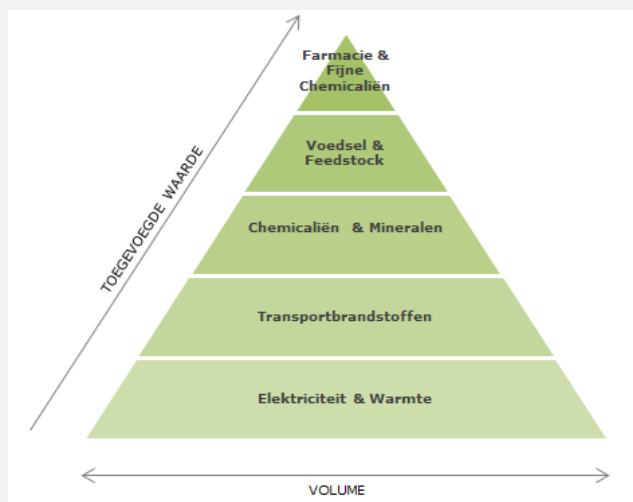 Farmacie &
Fijne
Chemicaliën
Voedsel &
Feedstock
Chemicaliën & Mineralen
Transportbrandstoffen
Elektriciteit & Warmte
TOEGEVOEGDE WAARDE
VOLUME